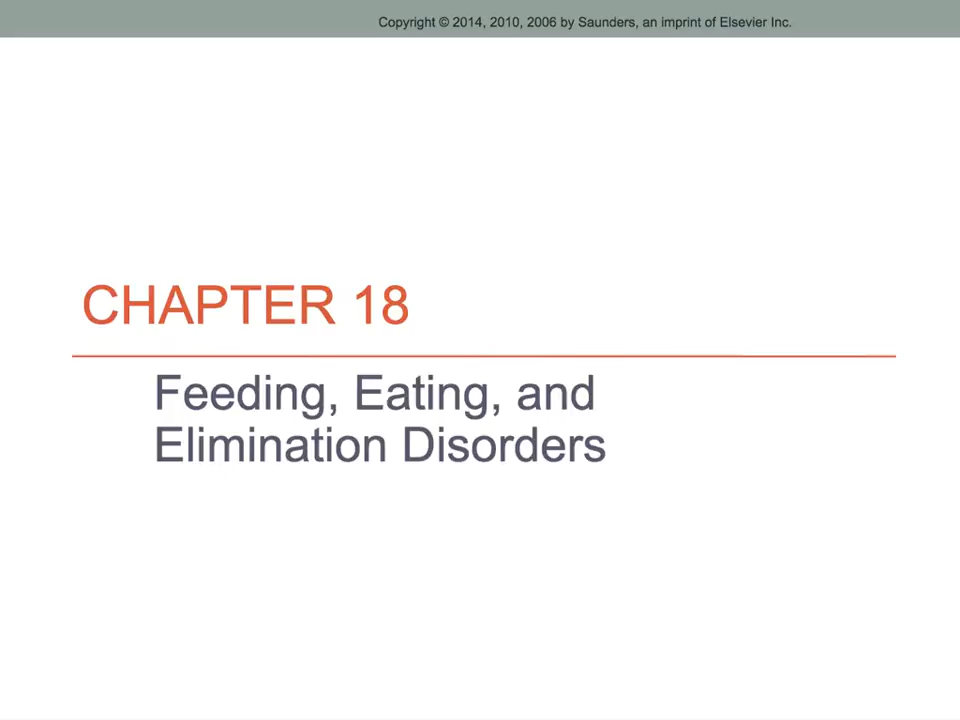 Copyright © 2014, 2010, 2006 by Saunders, an imprint of Elsevier Inc.
CHAPTER 18
Feeding, Eating, and
Elimination Disorders